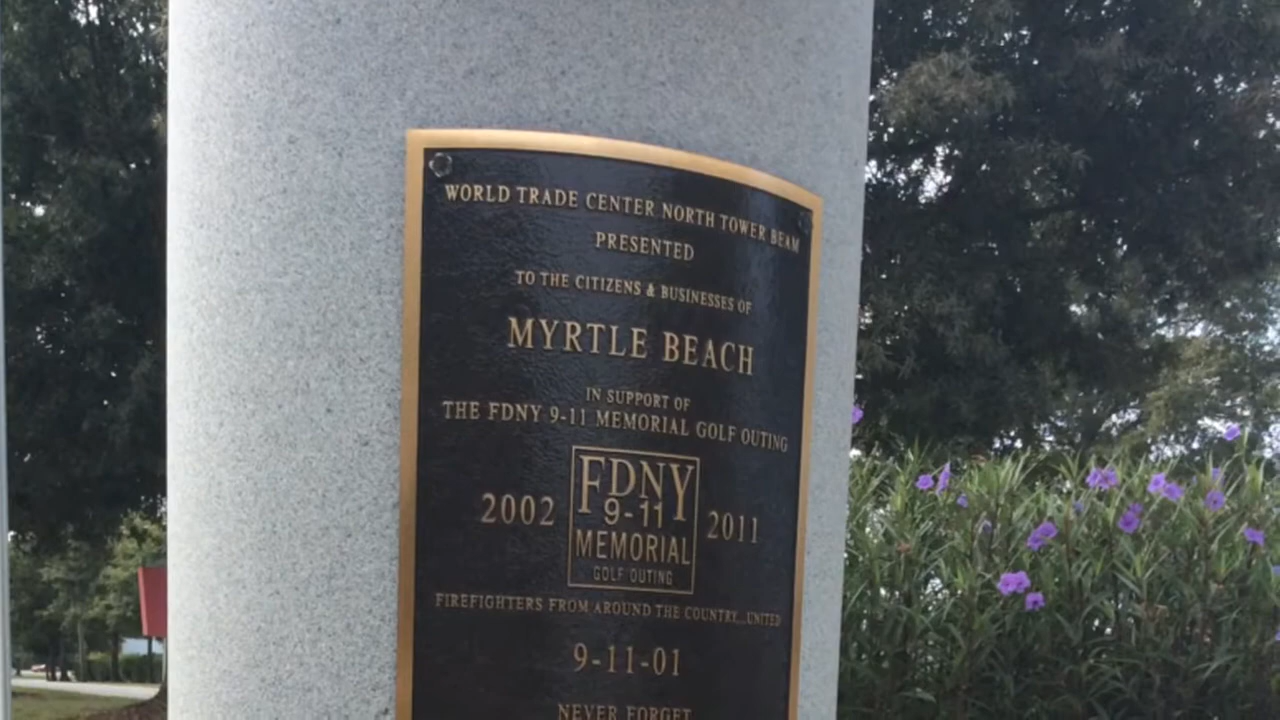 WORLD TRADE CENTER NORTH TOWER BEAM
PRESENTED
TO THE CITIZENS & BUSINESSES OF
MYRTLE BEACH
IN SUPPORT OF
THE FDNY 9-11 MEMORIAL GOLF OUTING
2002
FDNY
9-11
MEMORIAL
GOLF OUTING
2011
FIREFIGHTERS FROM AROUND THE COUNTRY...UNITED
9-11-01
NEVER FORGET